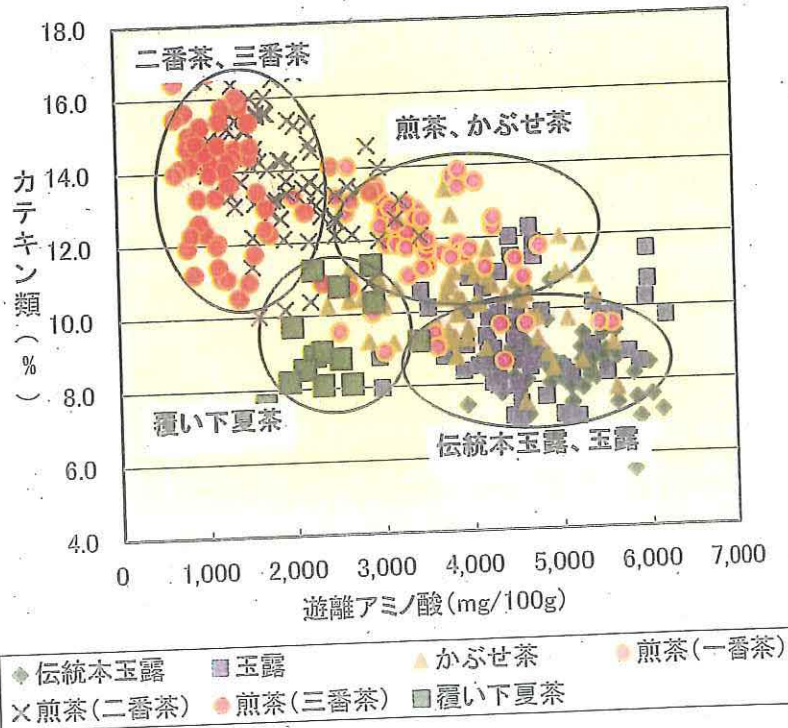 18.0
16.0
14.0
12.0
10.0
8.0
6.0
4.0
カテキン類(%)
二番茶、三番茶
煎茶、かぶせ茶
覆い下夏茶
伝統本玉露、玉露
0 1,000 2,000 3,000 4,000 5,000 6,000 7,000
遊離アミノ酸(mg/100g)
伝統本玉露 玉露 かぶせ茶 煎茶(一番茶)
煎茶(二番茶) 煎茶(三番茶) 覆い下夏茶